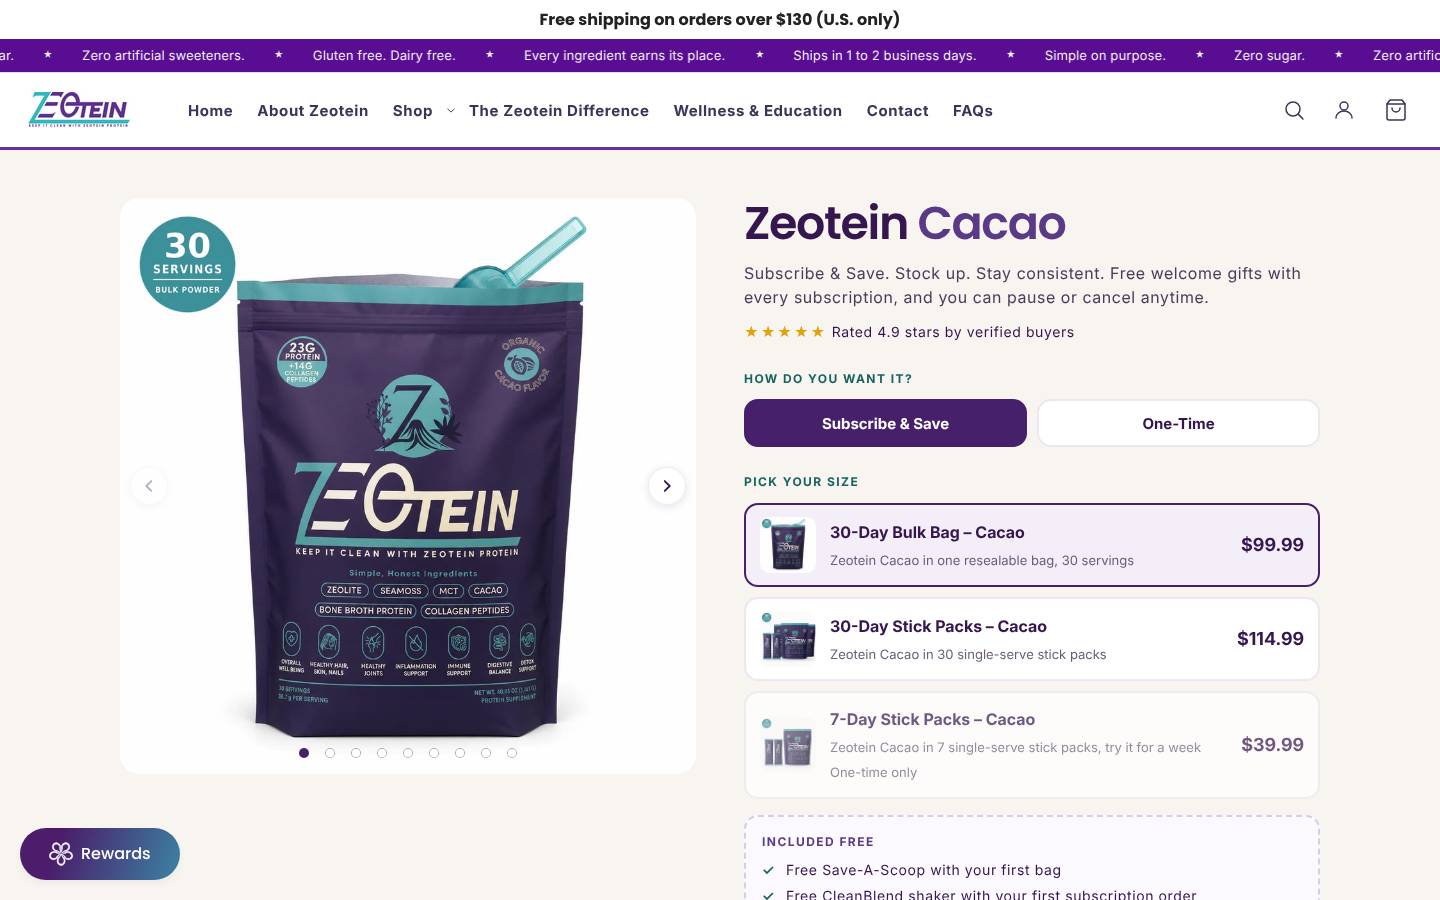 Free shipping on orders over $130 (U.S. only)
ar. ★ Zero artificial sweeteners. ★ Gluten free. Dairy free. ★ Every ingredient earns its place. ★ Ships in 1 to 2 business days. ★ Simple on purpose. ★ Zero sugar. ★ Zero artific
ZEOTEIN
KEEP IT CLEAN WITH ZEOTEIN PROTEIN
Home About Zeotein Shop The Zeotein Difference Wellness & Education Contact FAQs
30
SERVINGS
BULK POWDER
23G
PROTEIN
+14G
COLLAGEN
PEPTIDES
ORGANIC
CACAO FLAVOR
Z
ZEOTEIN
KEEP IT CLEAN WITH ZEOTEIN PROTEIN
Simple, Honest Ingredients
ZEOLITE SEAMOSS MCT CACAO
BONE BROTH PROTEIN COLLAGEN PEPTIDES
OVERALL WELL BEING
HEALTHY HAIR, SKIN, NAILS
HEALTHY JOINTS
INFLAMMATION SUPPORT
IMMUNE SUPPORT
DIGESTIVE BALANCE
DETOX SUPPORT
30 SERVINGS
PER SERVING
NET WT.
PROTEIN SUPPLEMENT
Zeotein Cacao
Subscribe & Save. Stock up. Stay consistent. Free welcome gifts with
every subscription, and you can pause or cancel anytime.
★★★★★ Rated 4.9 stars by verified buyers
HOW DO YOU WANT IT?
Subscribe & Save
One-Time
PICK YOUR SIZE
30-Day Bulk Bag – Cacao
Zeotein Cacao in one resealable bag, 30 servings
$99.99
30-Day Stick Packs – Cacao
Zeotein Cacao in 30 single-serve stick packs
$114.99
7-Day Stick Packs – Cacao
Zeotein Cacao in 7 single-serve stick packs, try it for a week
One-time only
$39.99
INCLUDED FREE
Free Save-A-Scoop with your first bag
Free CleanBlend shaker with your first subscription order
Rewards